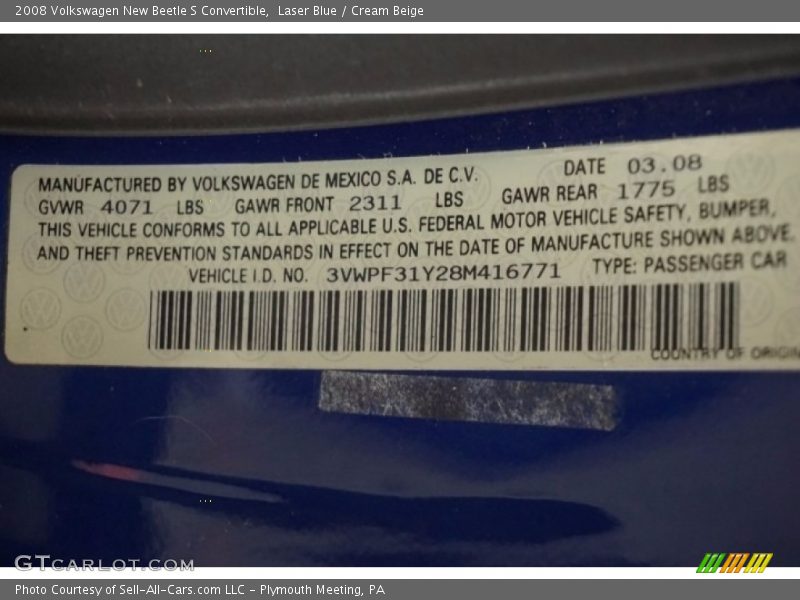 2008 Volkswagen New Beetle S Convertible,  Laser Blue / Cream Beige
MANUFACTURED BY VOLKSWAGEN DE MEXICO S.A. DE C.V. DATE 03.08
GVWR 4071 LBS GAWR FRONT 2311 LBS GAWR REAR 1775 LBS
THIS VEHICLE CONFORMS TO ALL APPLICABLE U.S. FEDERAL MOTOR VEHICLE SAFETY, BUMPER,
AND THEFT PREVENTION STANDARDS IN EFFECT ON THE DATE OF MANUFACTURE SHOWN ABOVE.
VEHICLE I.D. NO. 3VWPF31Y28M416771 TYPE: PASSENGER CAR
COUNTRY OF ORIGIN
GTCARLOT.COM
Photo Courtesy of Sell-All-Cars.com LLC - Plymouth Meeting, PA